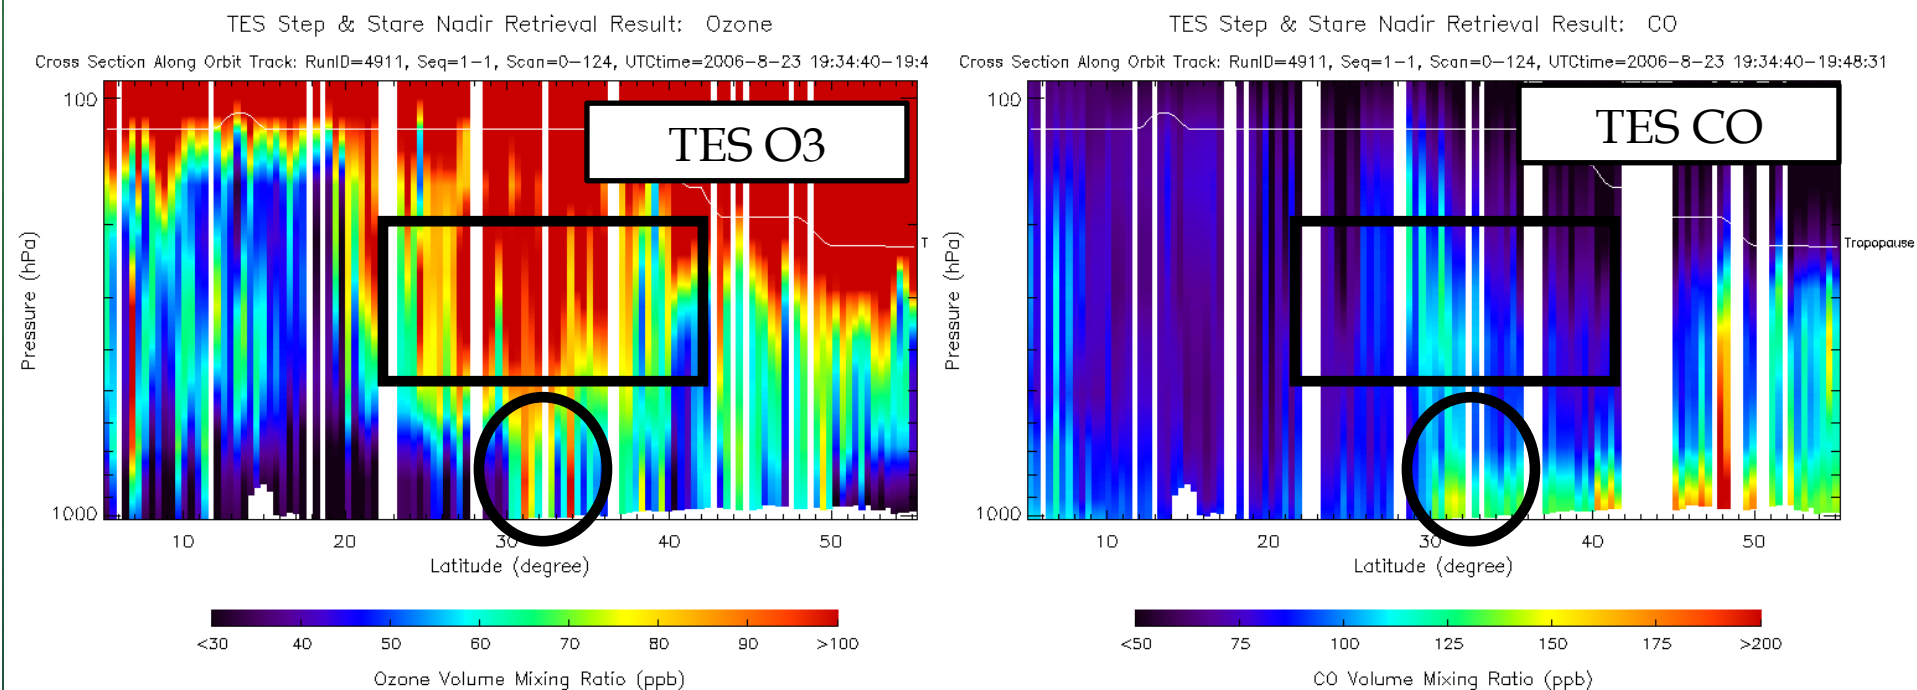 TES Step & Stare Nadir Retrieval Result: Ozone
Cross Section Along Orbit Track: RunID=4911, Seq=1-1, Scan=0-124, UTCtime=2006-8-23 19:34:40-19:4
TES O3
100
1000
Pressure (hPa)
T
10 20 30 40 50
Latitude (degree)
<30 40 50 60 70 80 90 >100
Ozone Volume Mixing Ratio (ppb)
TES Step & Stare Nadir Retrieval Result: CO
Cross Section Along Orbit Track: RunID=4911, Seq=1-1, Scan=0-124, UTCtime=2006-8-23 19:34:40-19:48:31
TES CO
100
1000
Pressure (hPa)
Tropopause
10 20 30 40 50
Latitude (degree)
<50 75 100 125 150 175 >200
CO Volume Mixing Ratio (ppb)